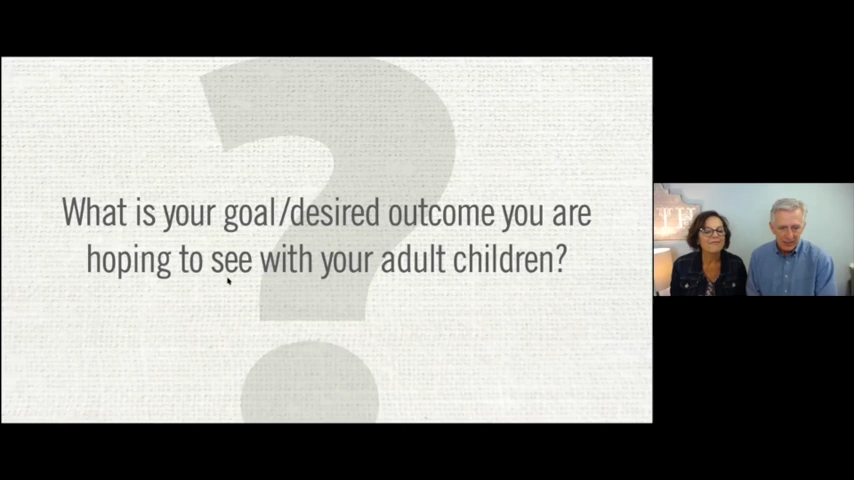 What is your goal/desired outcome you are
hoping to see with your adult children?